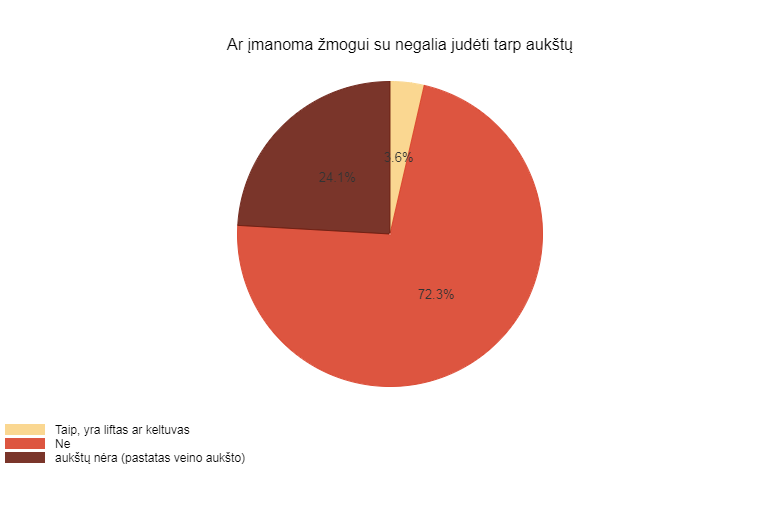 Ar įmanoma žmogui su negalia judėti tarp aukštų
3.6%
24.1%
72.3%
Taip, yra liftas ar keltuvas
Ne
aukštų nėra (pastatas veino aukšto)